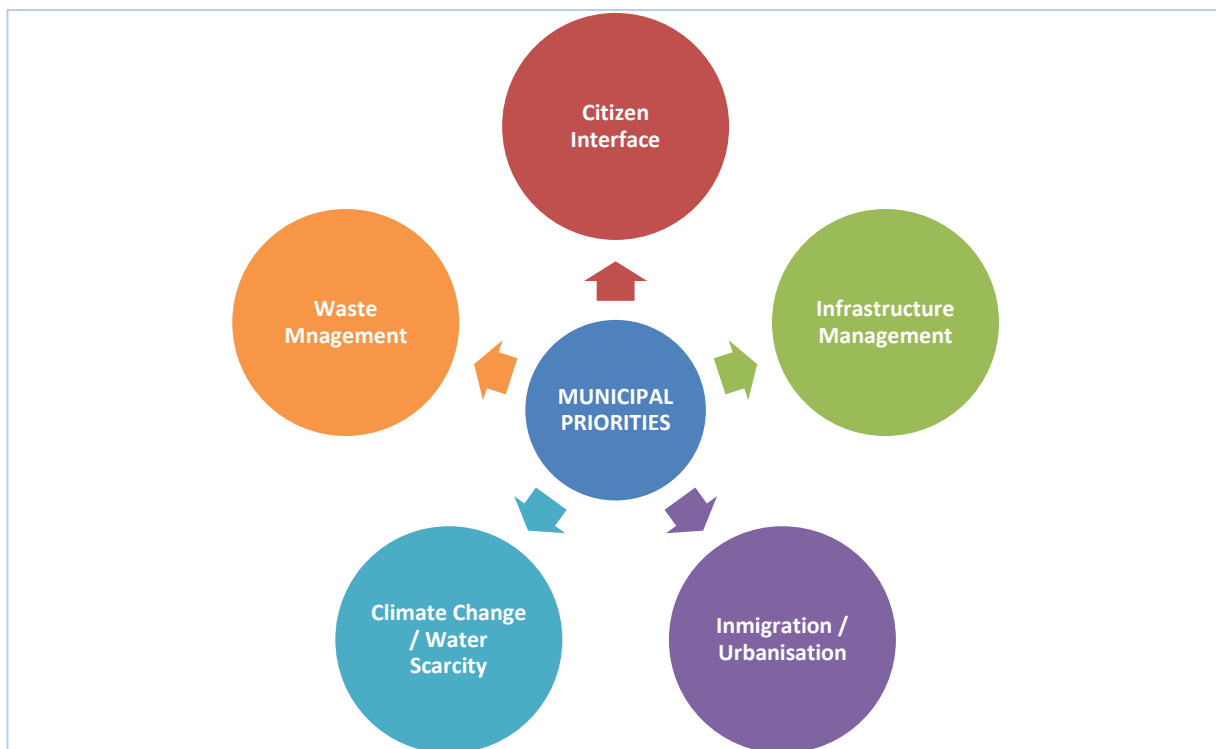 Citizen
Interface
Waste
Mnagement
Infrastructure
Management
MUNICIPAL
PRIORITIES
Climate Change
/ Water
Scarcity
Inmigration /
Urbanisation